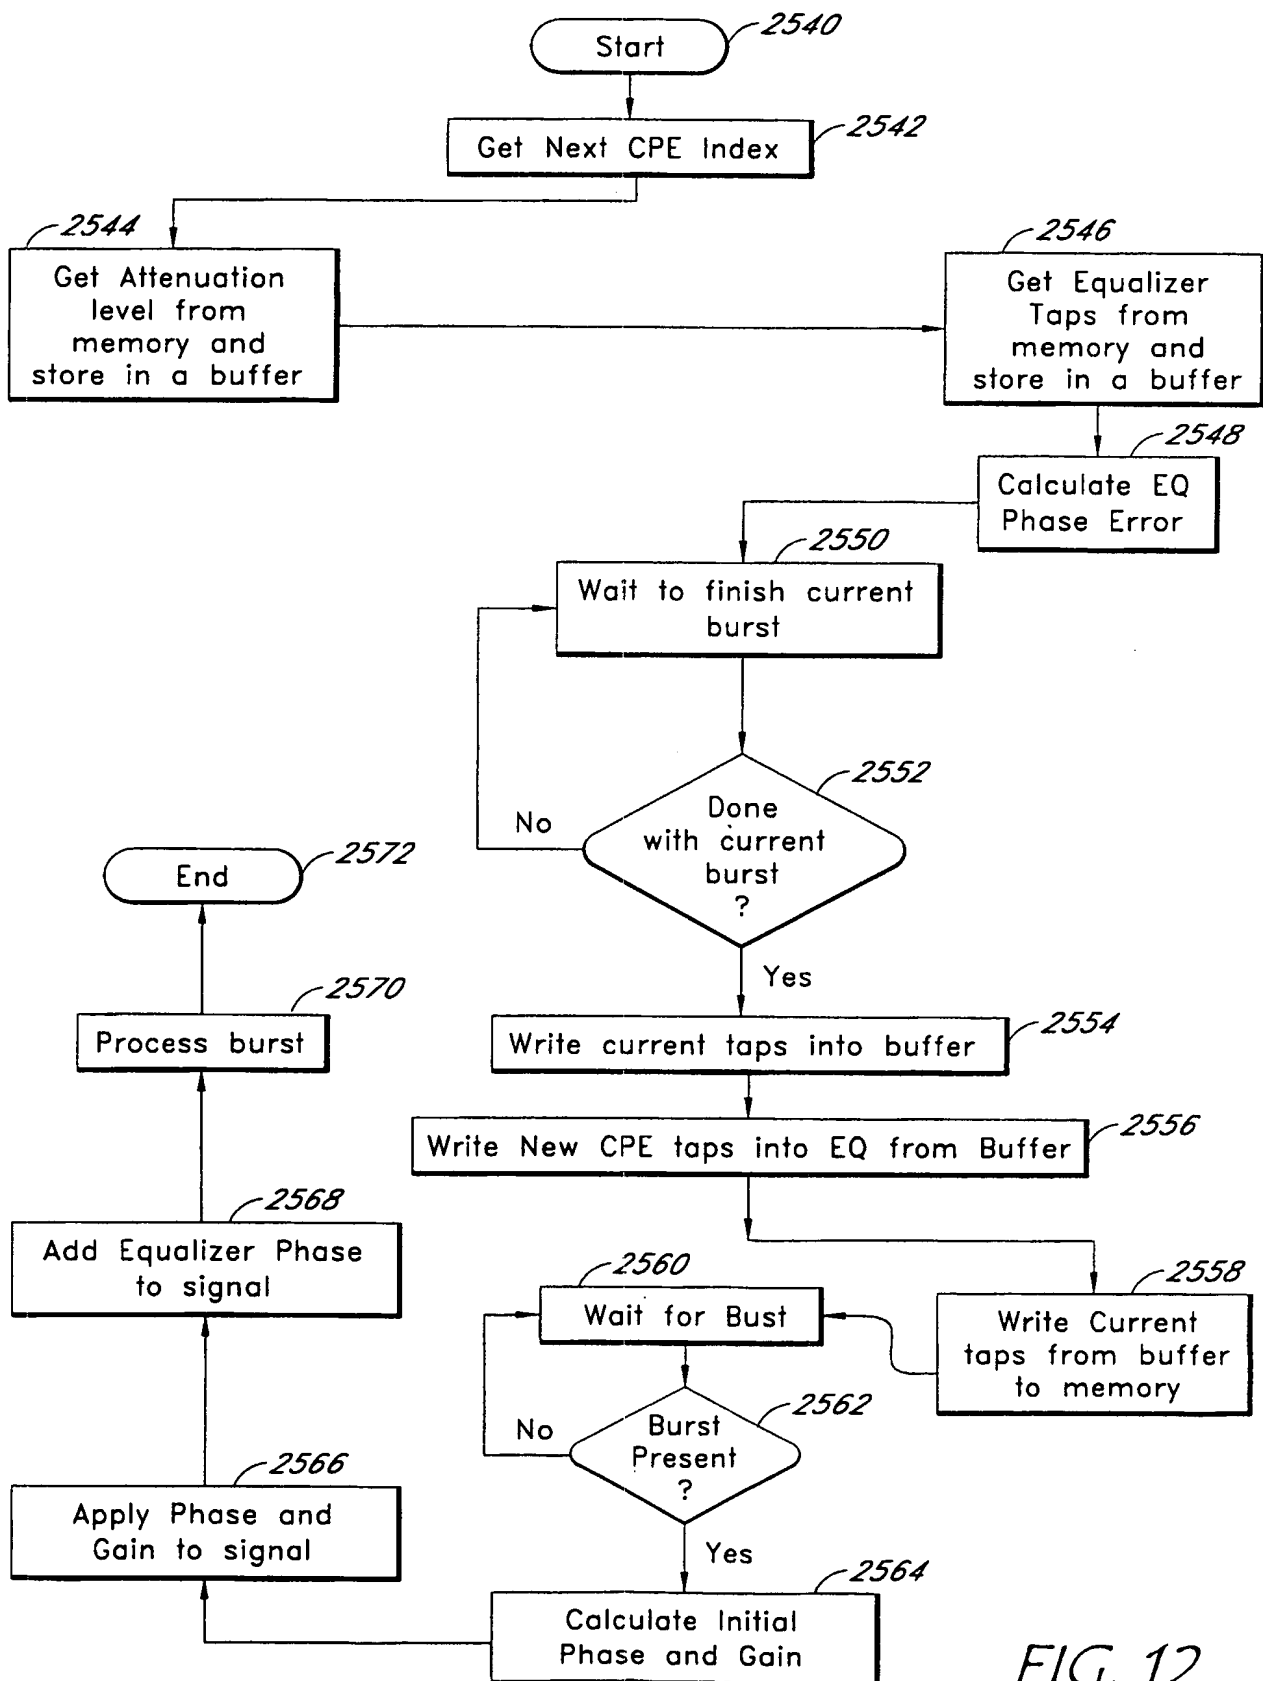 Start
2540
Get Next CPE Index
2542
2544
Get Attenuation
level from
memory and
store in a buffer
2546
Get Equalizer
Taps from
memory and
store in a buffer
2548
Calculate EQ
Phase Error
2550
Wait to finish current
burst
2552
Done
with current
burst
?
No
Yes
2554
Write current taps into buffer
2556
Write New CPE taps into EQ from Buffer
2558
Write Current
taps from buffer
to memory
2560
Wait for Bust
2562
Burst
Present
?
No
Yes
2564
Calculate Initial
Phase and Gain
2566
Apply Phase and
Gain to signal
2568
Add Equalizer Phase
to signal
2570
Process burst
2572
End
FIG. 12